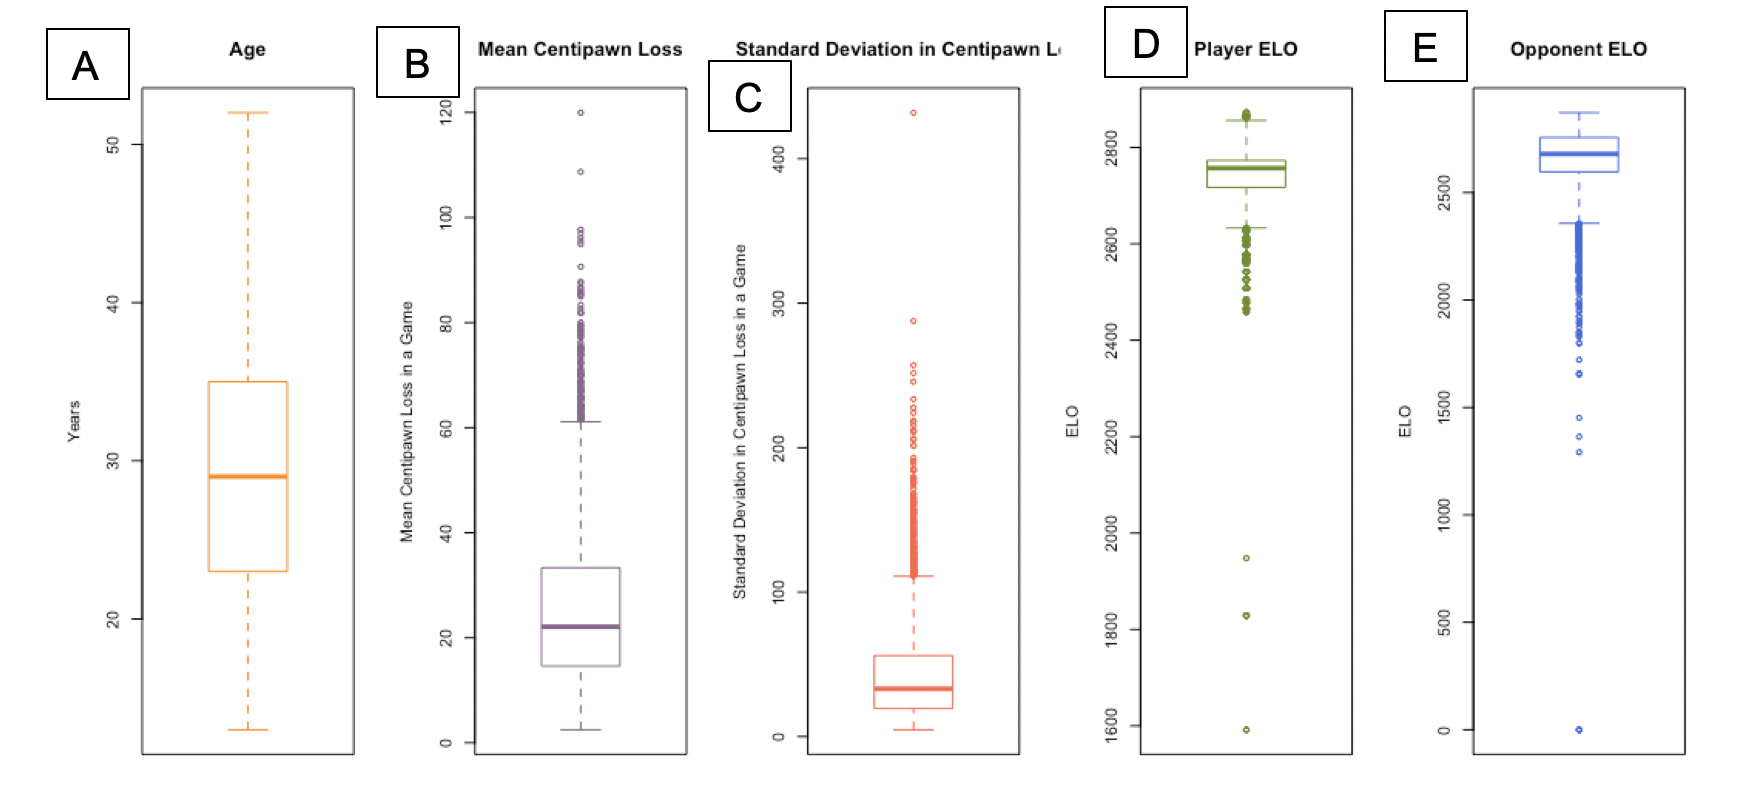 A
Age
Years
20
30
40
50
B
Mean Centipawn Loss
Mean Centipawn Loss in a Game
0
20
40
60
80
100
120
C
Standard Deviation in Centipawn
Standard Deviation in Centipawn Loss in a Game
0
100
200
300
400
D
Player ELO
ELO
1600
1800
2000
2200
2400
2600
2800
E
Opponent ELO
ELO
0
500
1000
1500
2000
2500